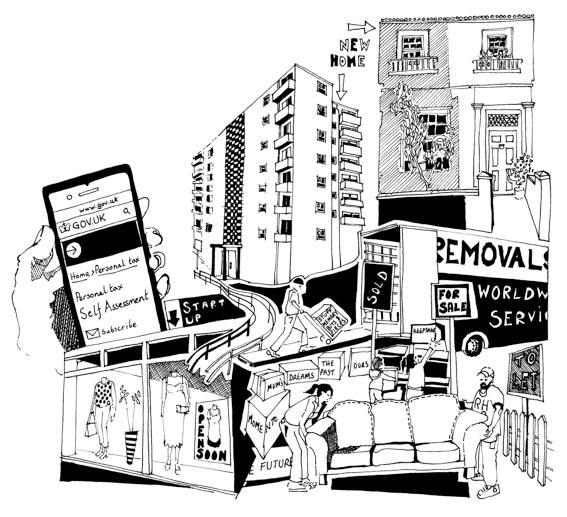 NEW
HOME
www.gov.uk
GOV.UK
Home > Personal tax
Personal tax
Self Assessment
Subscribe
START
UP
REMOVALS
WORLDW
SERVI
SOLD
FOR
SALE
KEEPSAKE
TO
LET
MUMS
DREAMS
THE
PAST
OURS
MOMENTS
E FUTURE
OPEN
SOON